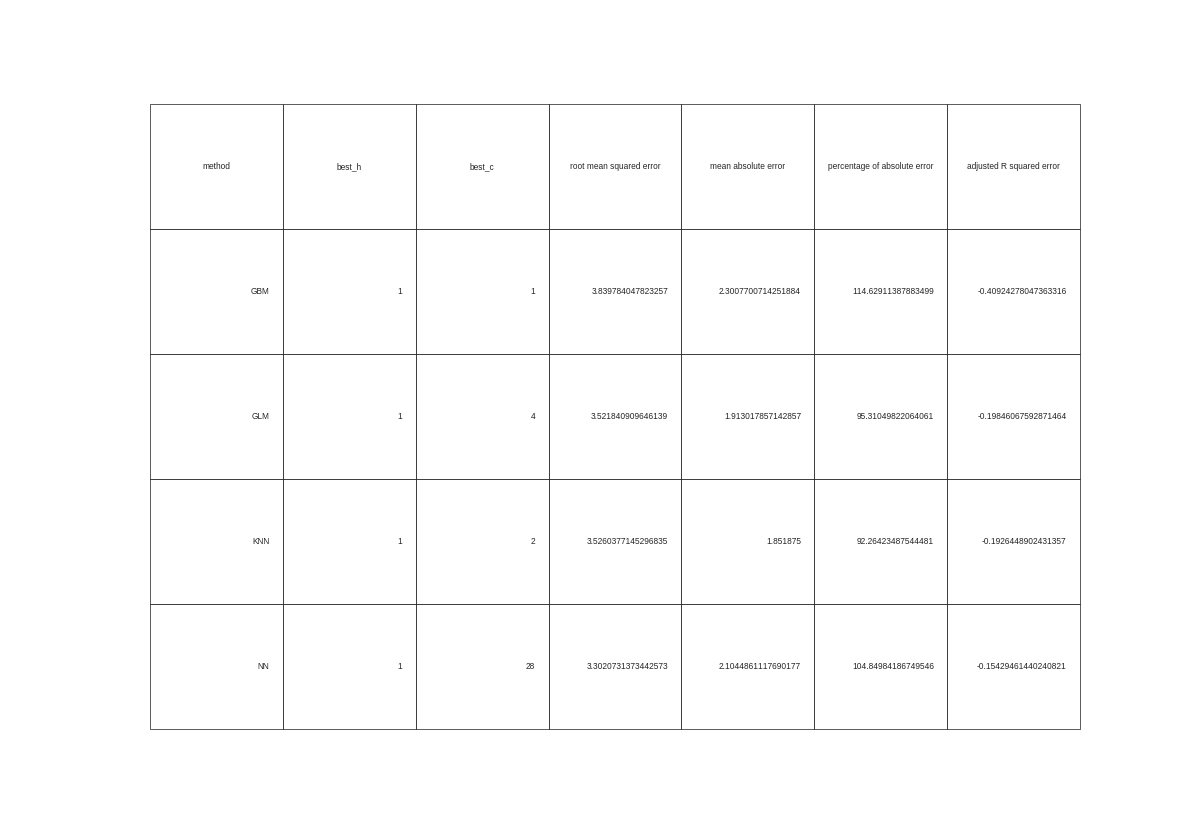 method best_h best_c root mean squared error mean absolute error percentage of absolute error adjusted R squared error
GBM 1 1 3.839784047823257 2.3007700714251884 114.62911387883499 -0.40924278047363316
GLM 1 4 3.521840909646139 1.913017857142857 95.31049822064061 -0.19846067592871464
KNN 1 2 3.5260377145296835 1.851875 92.26423487544481 -0.1926448902431357
NN 1 28 3.3020731373442573 2.1044861117690177 104.84984186749546 -0.15429461440240821